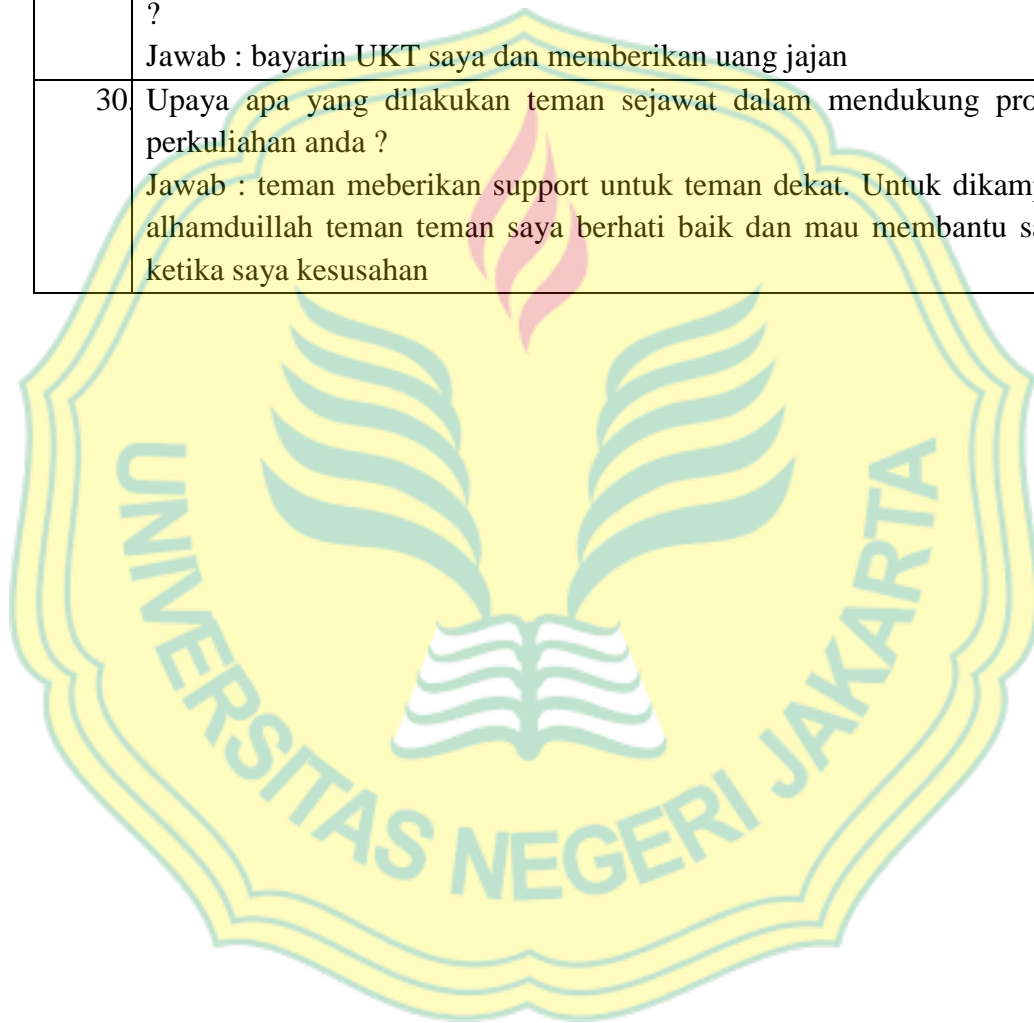 ?
Jawab : bayarin UKT saya dan memberikan uang jajan
30. Upaya apa yang dilakukan teman sejawat dalam mendukung
perkuliahan anda ?
Jawab : teman meberikan support untuk teman dekat. Untuk
alhamduillah teman teman saya berhati baik dan mau membantu
ketika saya kesusahan
UNIVERSITAS NEGERI JAKARTA